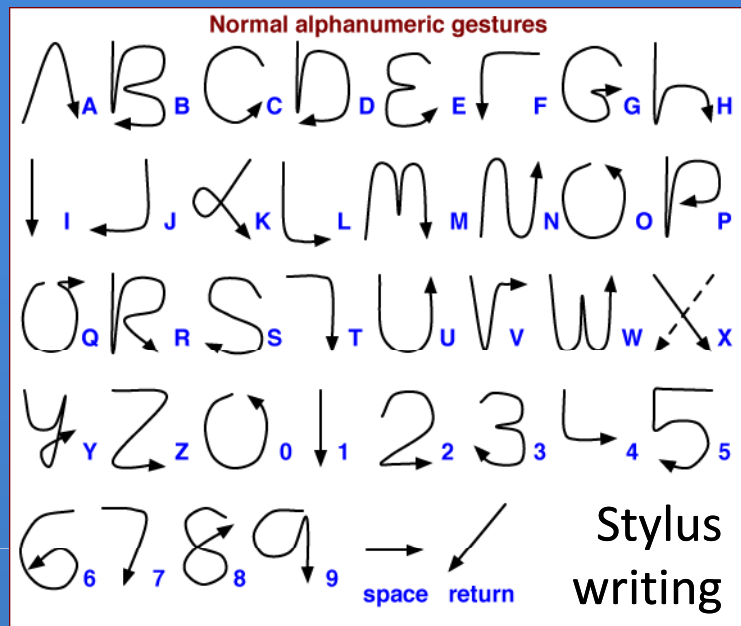 Normal alphanumeric gestures
A B C D E F G H
I J K L M N O P
Q R S T U V W X
Y Z 0 1 2 3 4 5
6 7 8 9 space return
Stylus
writing